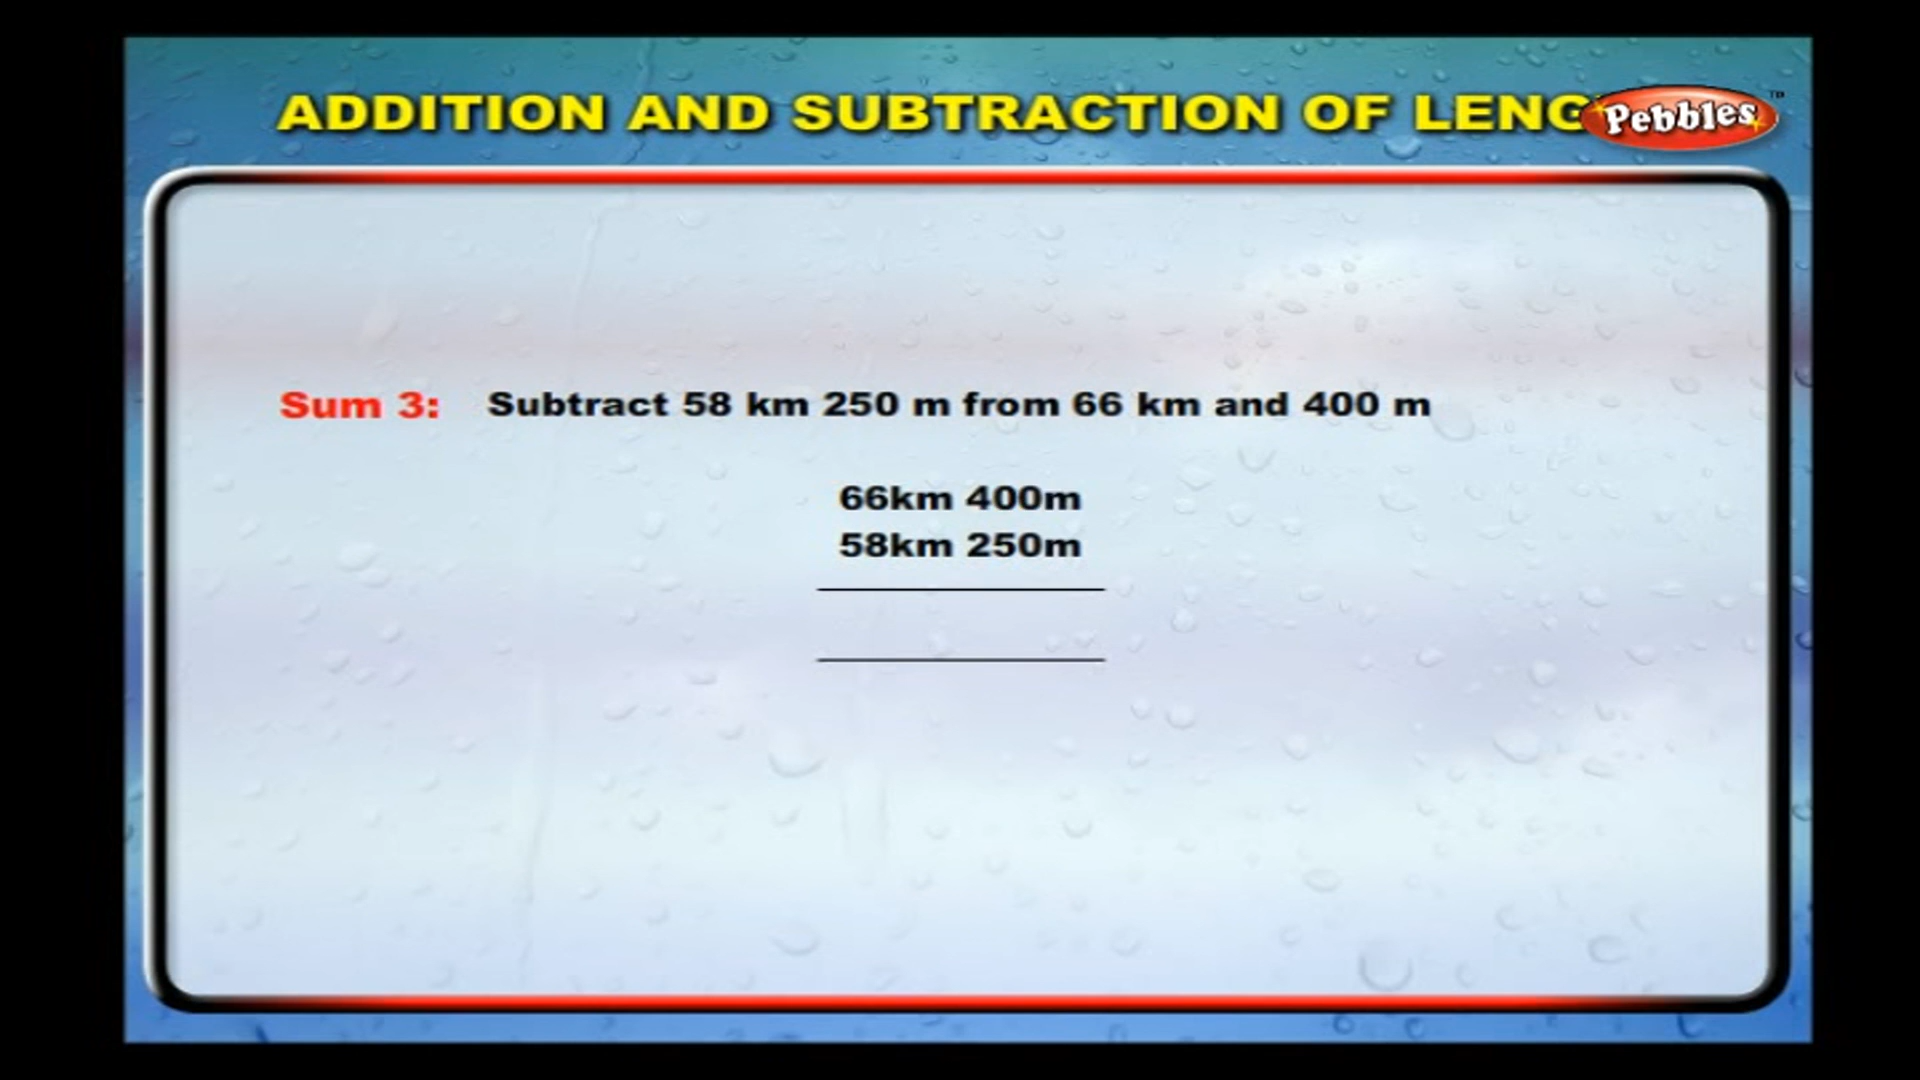 ADDITION AND SUBTRACTION OF LENG
Pebbles
Sum 3: Subtract 58 km 250 m from 66 km and 400 m
66km 400m
58km 250m